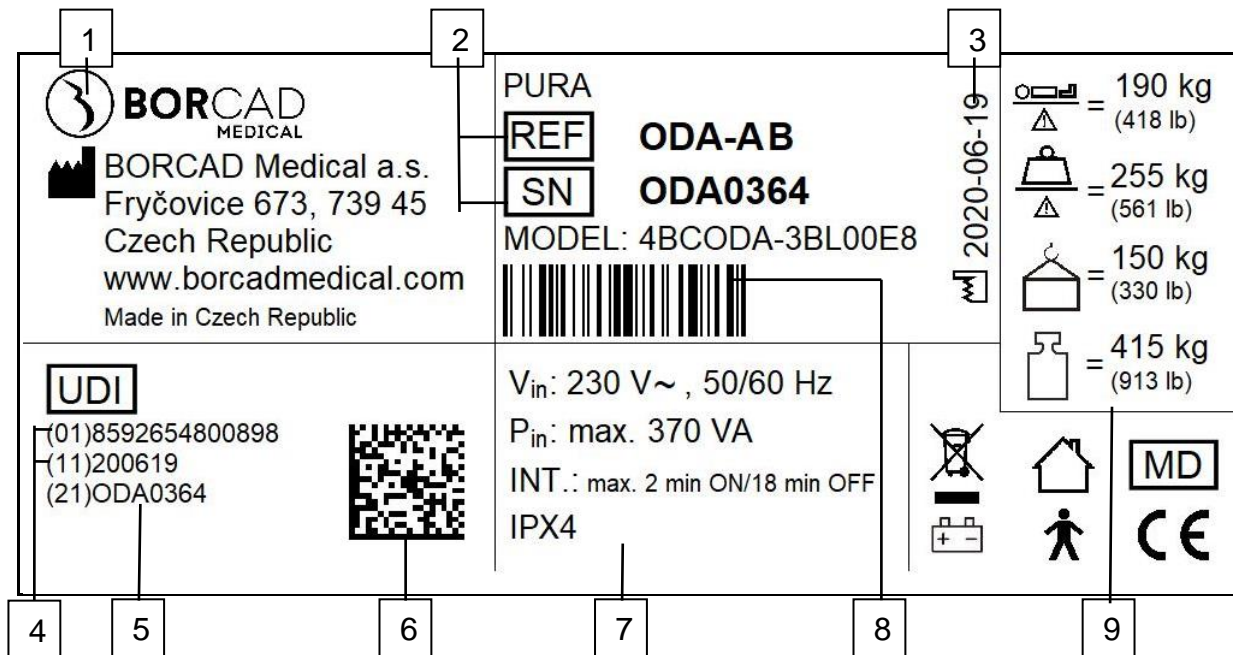 1
2
3
BORCAD
MEDICAL
BORCAD Medical a.s.
Fryčovice 673, 739 45
Czech Republic
www.borcadmedical.com
Made in Czech Republic
PURA
REF ODA-AB
SN ODA0364
MODEL: 4BCODA-3BL00E8
2020-06-19
= 190 kg
(418 lb)
= 255 kg
(561 lb)
= 150 kg
(330 lb)
= 415 kg
(913 lb)
UDI
(01)8592654800898
(11)200619
(21)ODA0364
Vin: 230 V~ , 50/60 Hz
Pin: max. 370 VA
INT.: max. 2 min ON/18 min OFF
IPX4
+ -
MD
CE
4
5
6
7
8
9